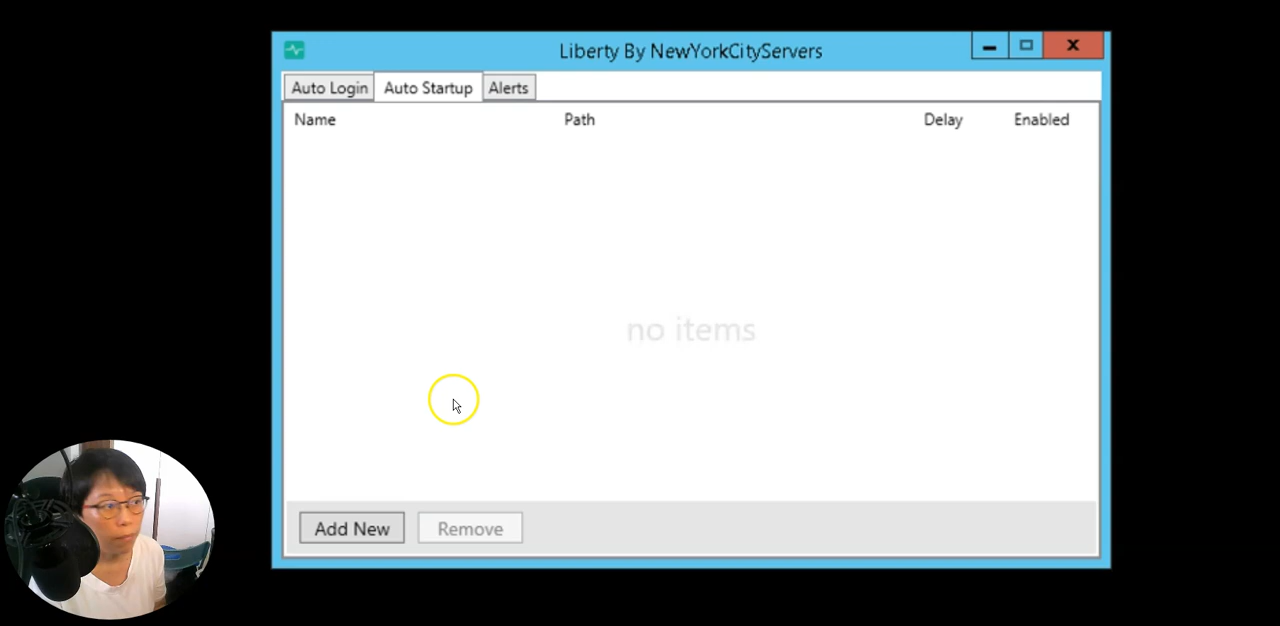 Liberty By NewYorkCityServers
Auto Login Auto Startup Alerts
Name Path Delay Enabled
no items
Add New Remove